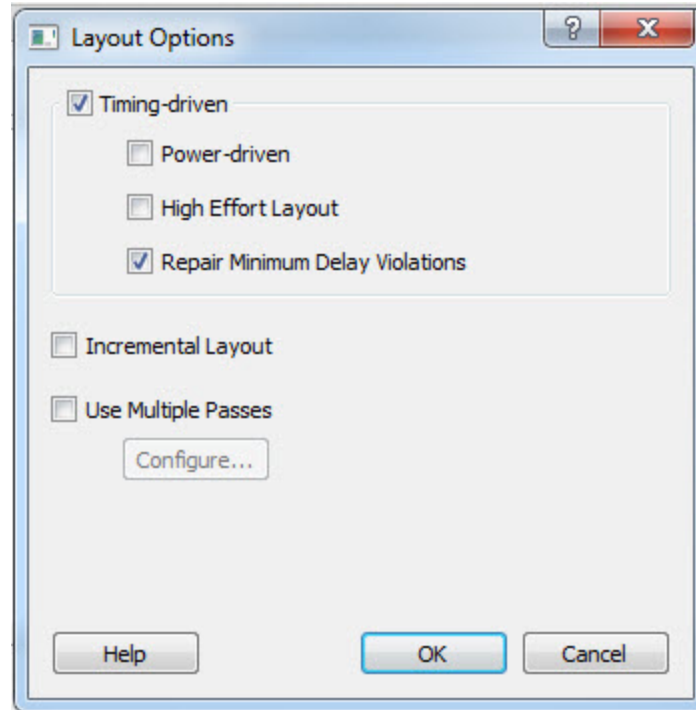 Layout Options
?
Timing-driven
Power-driven
High Effort Layout
Repair Minimum Delay Violations
Incremental Layout
Use Multiple Passes
Configure...
Help OK Cancel